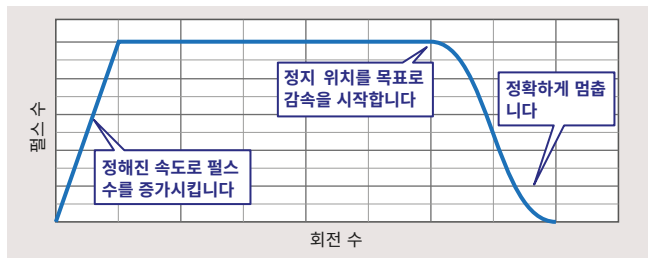 정지 위치를 목표로
감속을 시작합니다
정확하게 멈춥
니다
정해진 속도로 펄스
수를 증가시킵니다
펄스 수
회전 수